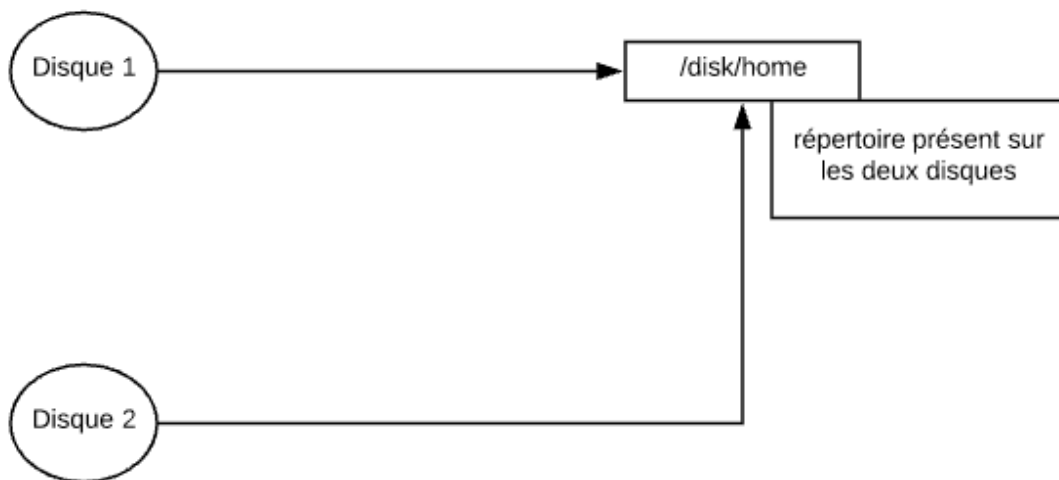 Disque 1
/disk/home
répertoire présent sur
les deux disques
Disque 2